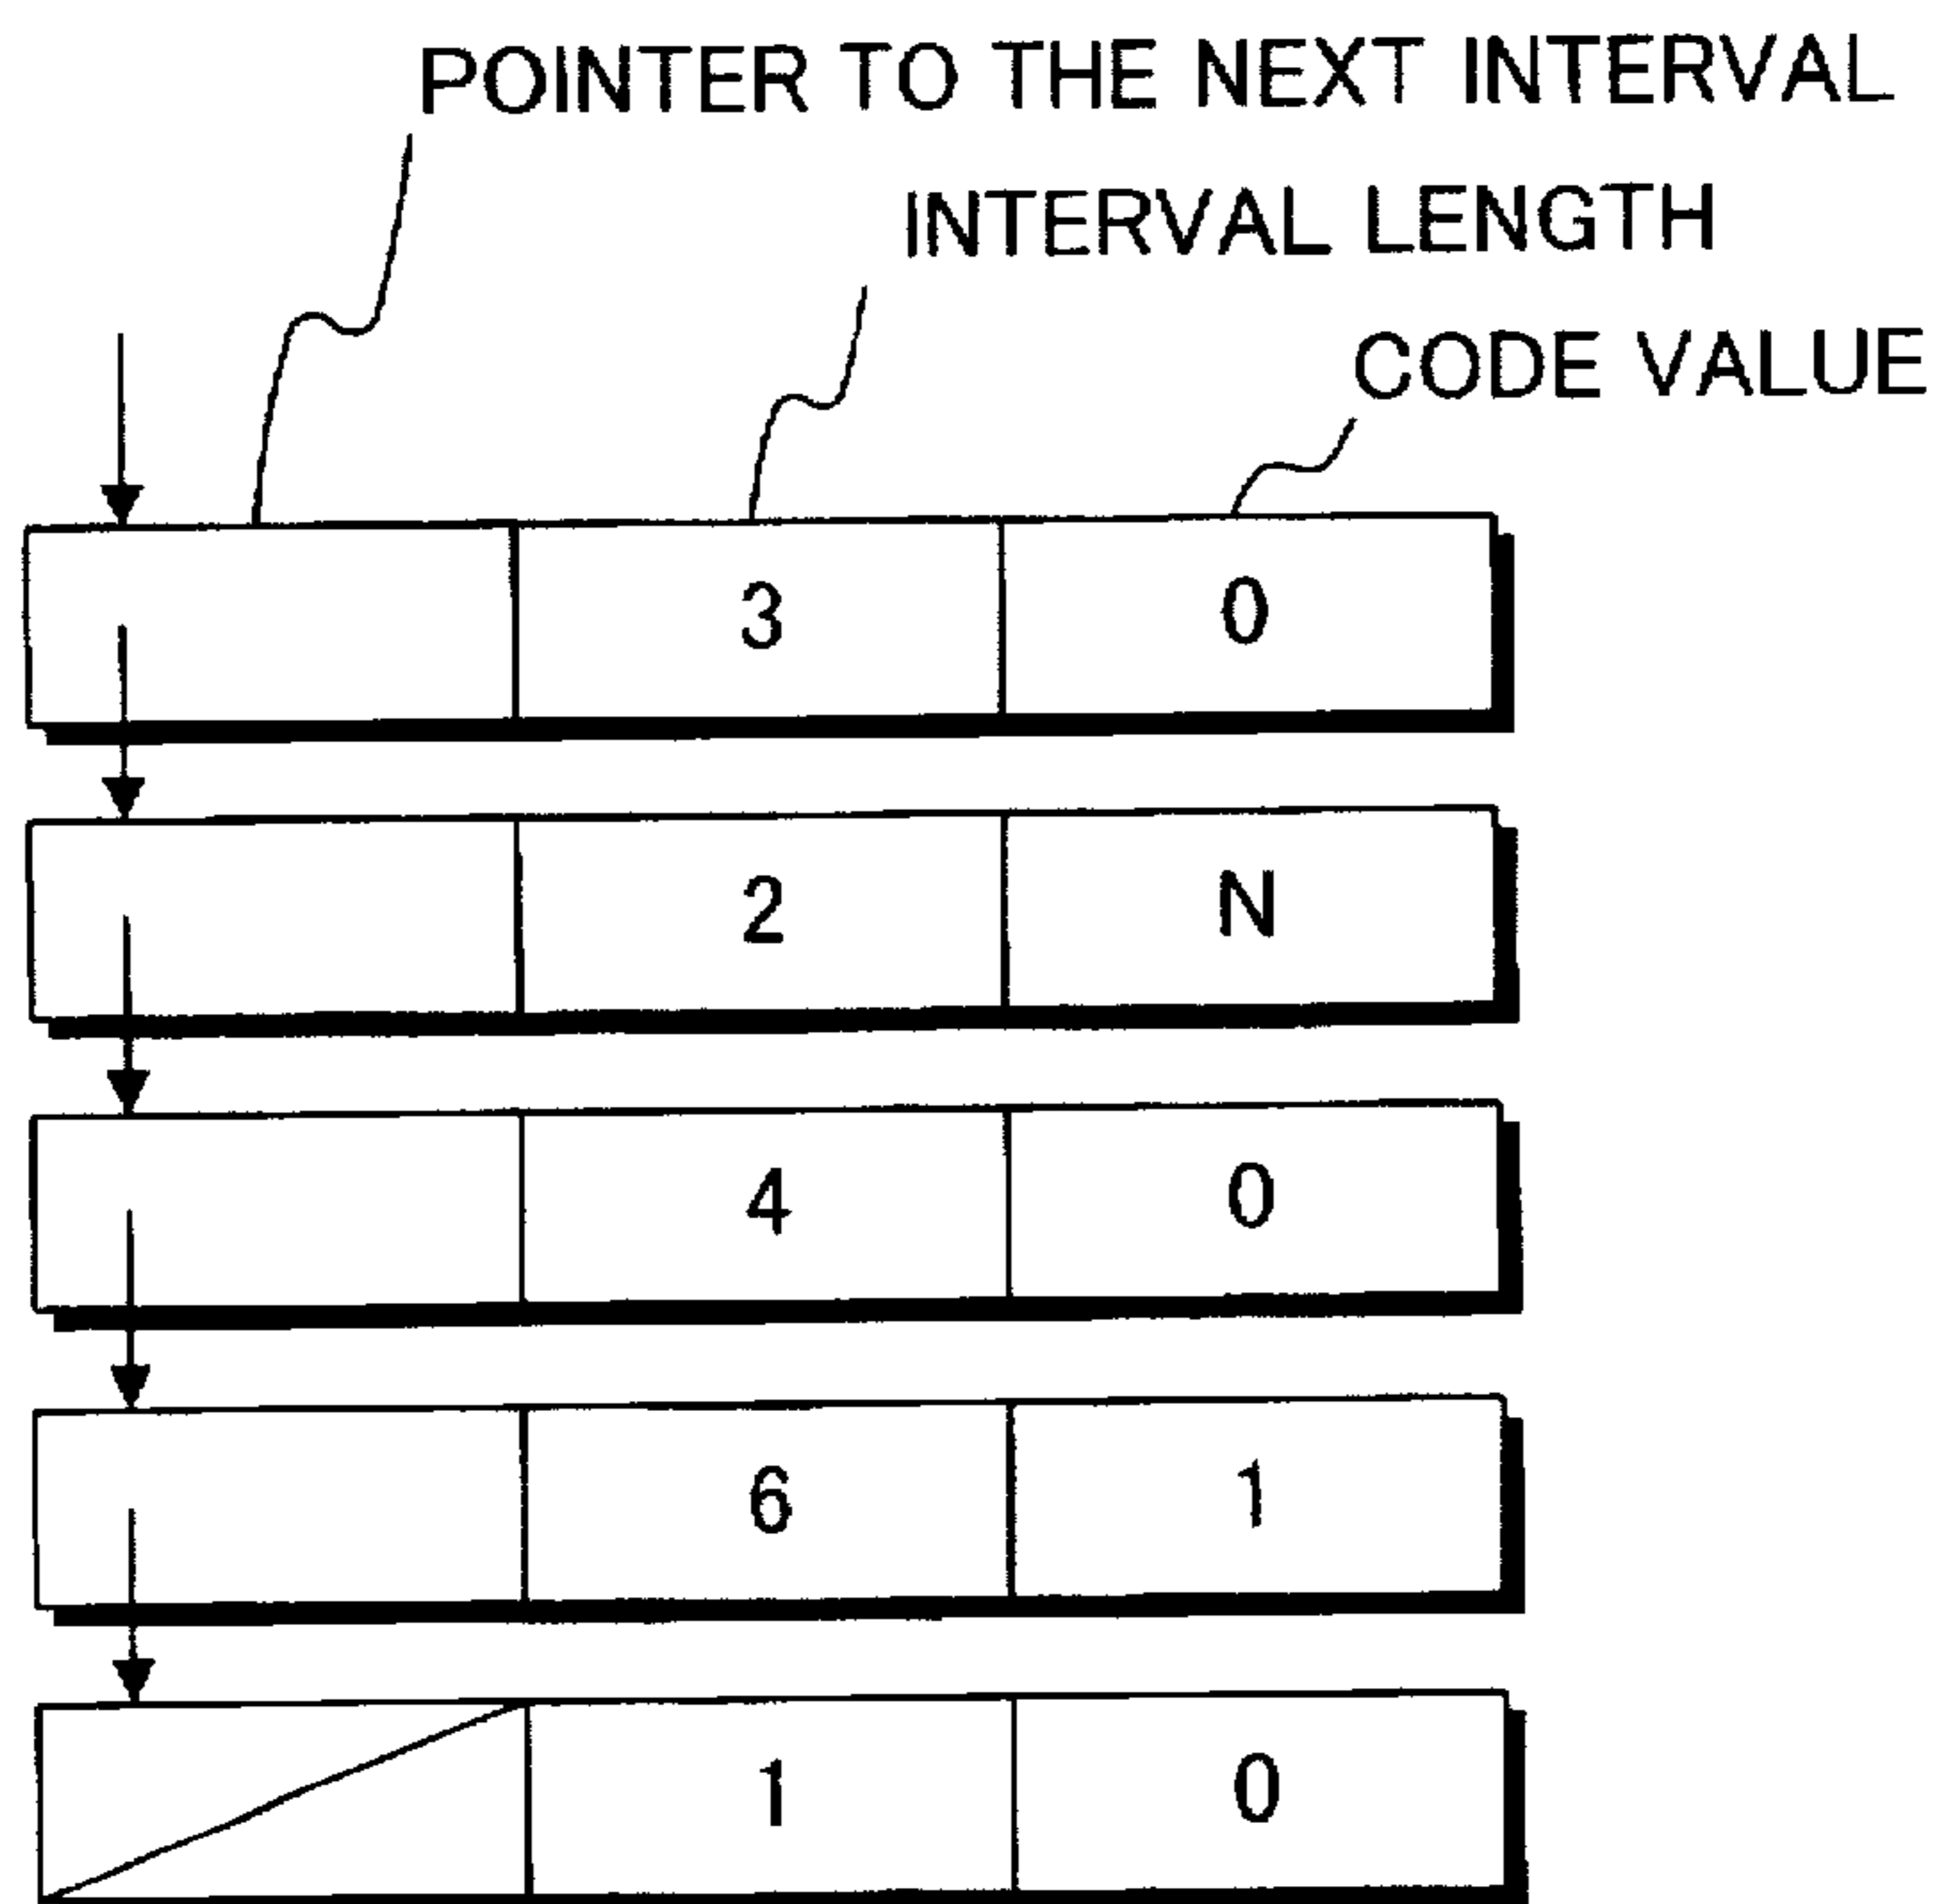 POINTER TO THE NEXT INTERVAL
INTERVAL LENGTH
CODE VALUE
3 0
2 N
4 0
6 1
1 0